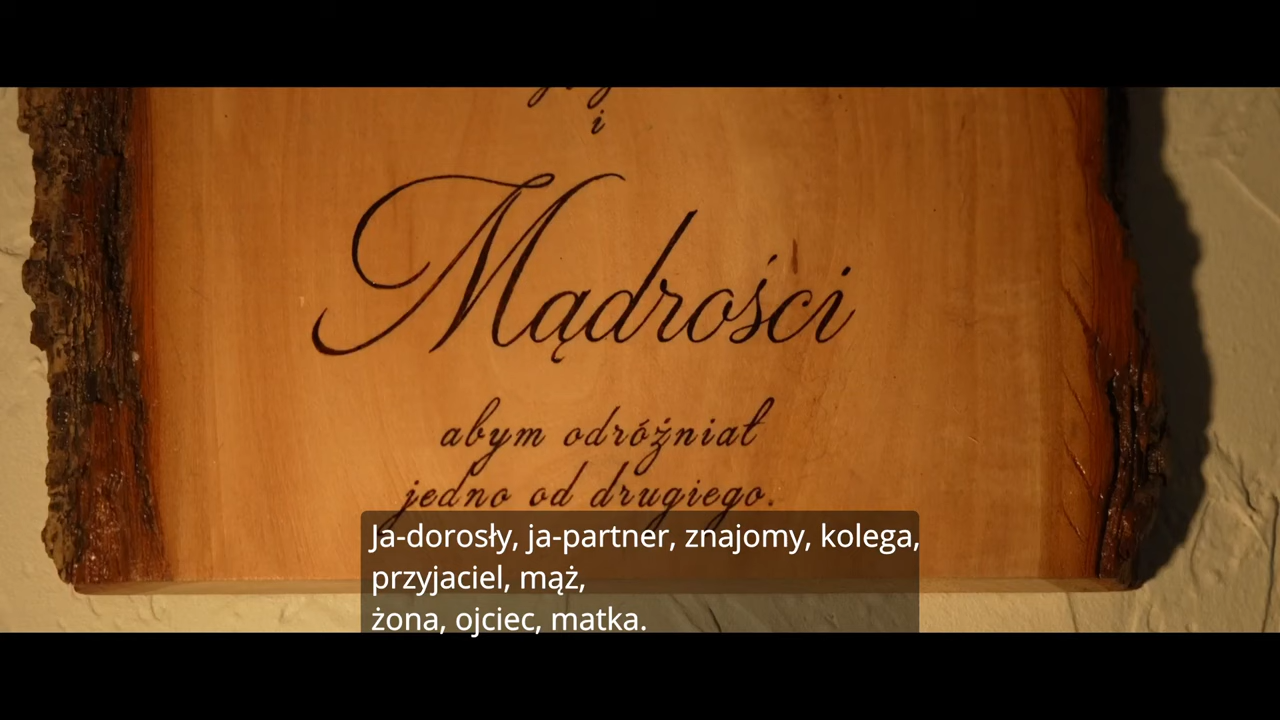 i
Mądrości
abym odróżniał
jedno od drugiego.
Ja-dorosły, ja-partner, znajomy, kolega,
przyjaciel, mąż,
żona, ojciec, matka.